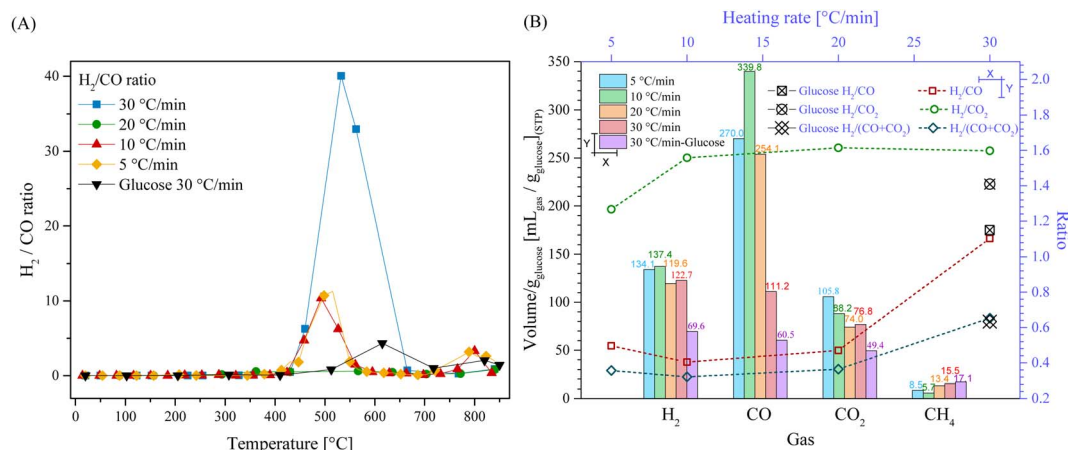 (A)
H2/CO ratio
30 °C/min
20 °C/min
10 °C/min
5 °C/min
Glucose 30 °C/min
H2 / CO ratio
40
30
20
10
0
0 100 200 300 400 500 600 700 800
Temperature [°C]
(B)
Heating rate [°C/min]
5 10 15 20 25 30
5 °C/min
10 °C/min
20 °C/min
30 °C/min
30 °C/min-Glucose
Y
X
X
Y
Glucose H2/CO
Glucose H2/CO2
Glucose H2/(CO+CO2)
H2/CO
H2/CO2
H2/(CO+CO2)
Volume/gglucose [mLgas / gglucose](STP)
350
300
250
200
150
100
50
0
134.1 137.4 119.6 122.7 69.6
270.0 339.8 254.1 111.2 60.5
105.8 88.2 74.0 76.8 49.4
8.5 5.7 13.4 15.5 17.1
2.0
1.8
1.6
1.4
1.2
1.0
0.8
0.6
0.4
0.2
Ratio
H2 CO CO2 CH4
Gas